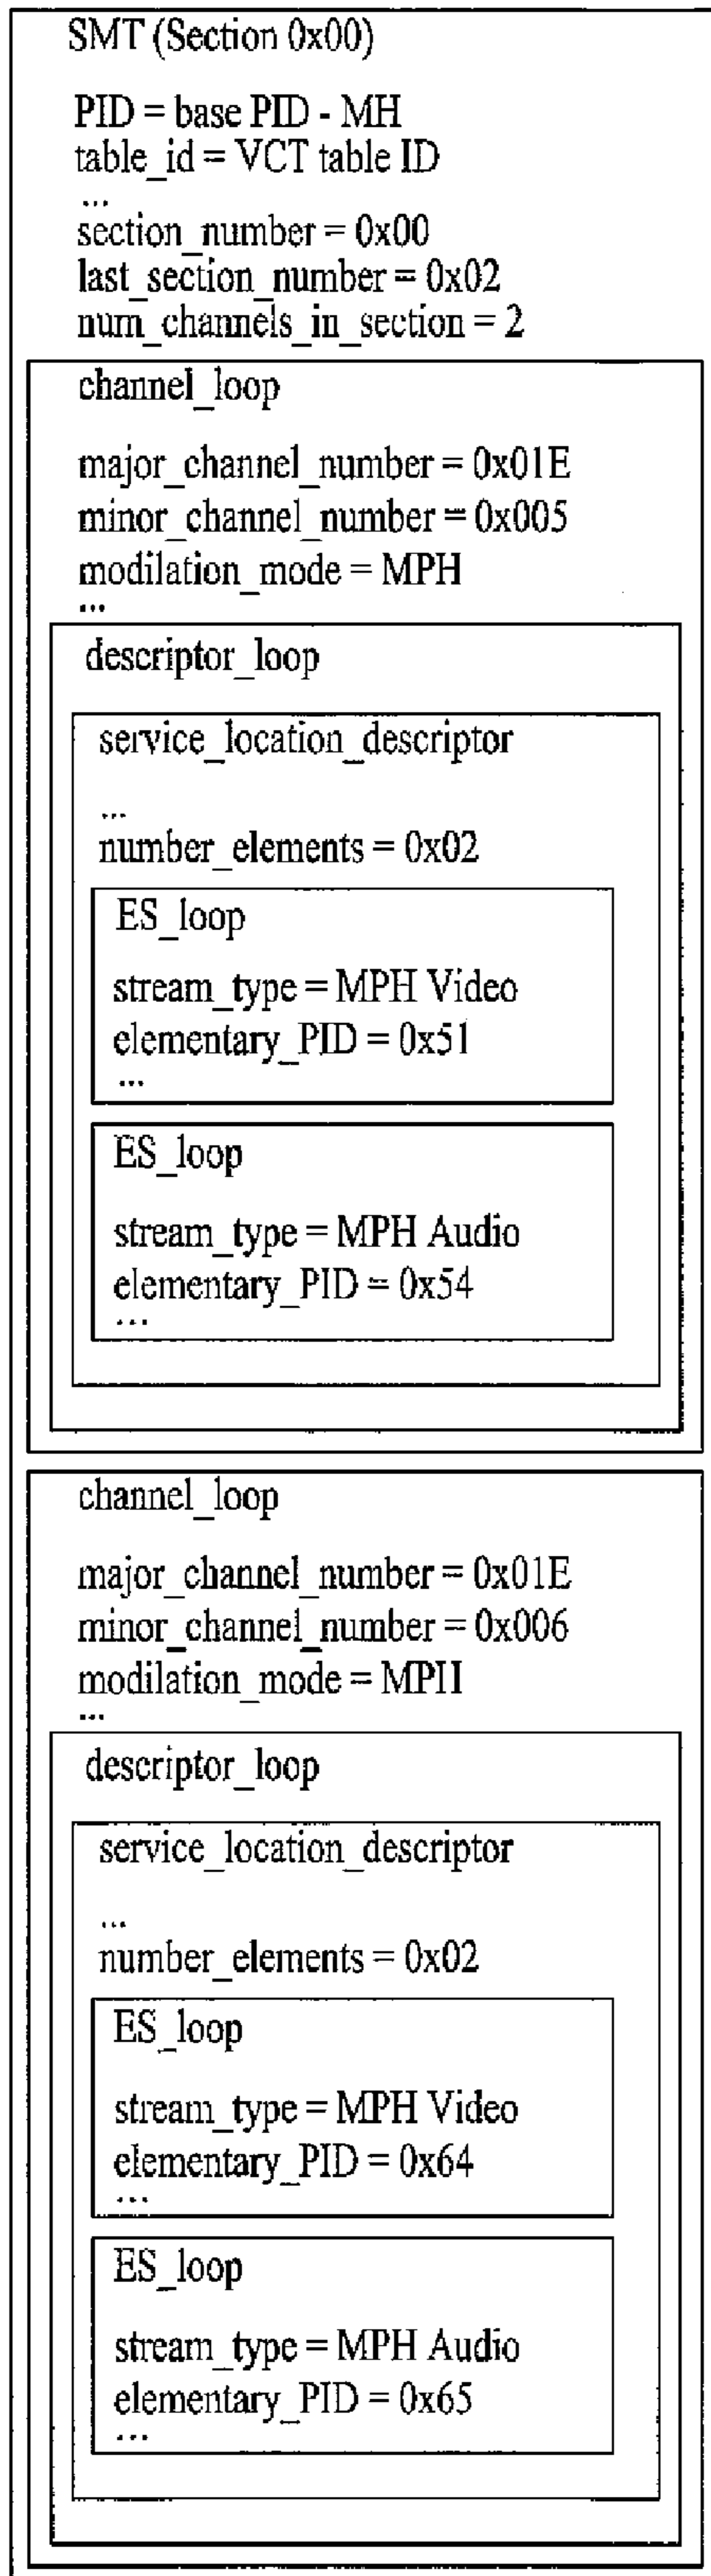 SMT (Section 0x00)
PID = base PID - MH
table_id = VCT table ID
...
section_number = 0x00
last_section_number = 0x02
num_channels_in_section = 2
channel_loop
major_channel_number = 0x01E
minor_channel_number = 0x005
modilation_mode = MPH
...
descriptor_loop
service_location_descriptor
...
number_elements = 0x02
ES_loop
stream_type = MPH Video
elementary_PID = 0x51
...
ES_loop
stream_type = MPH Audio
elementary_PID = 0x54
...
channel_loop
major_channel_number = 0x01E
minor_channel_number = 0x006
modilation_mode = MPH
...
descriptor_loop
service_location_descriptor
...
number_elements = 0x02
ES_loop
stream_type = MPH Video
elementary_PID = 0x64
...
ES_loop
stream_type = MPH Audio
elementary_PID = 0x65
...